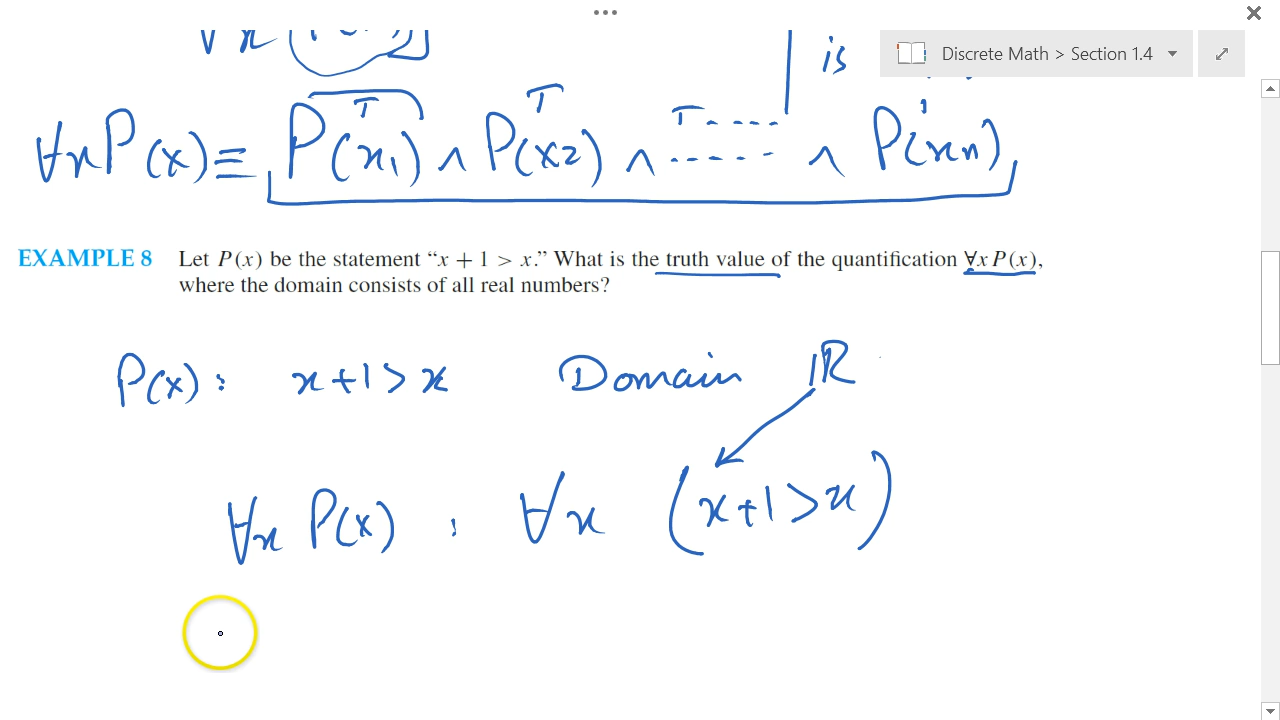 ∀x
is
Discrete Math > Section 1.4
T T T ----
∀xP(x) ≡ P(x1) ∧ P(x2) ∧ ----- ∧ P(xn)
EXAMPLE 8 Let P(x) be the statement “x + 1 > x.” What is the truth value of the quantification ∀xP(x),
where the domain consists of all real numbers?
P(x) : x+1 > x Domain ℝ
∀x P(x) : ∀x (x+1 > x)